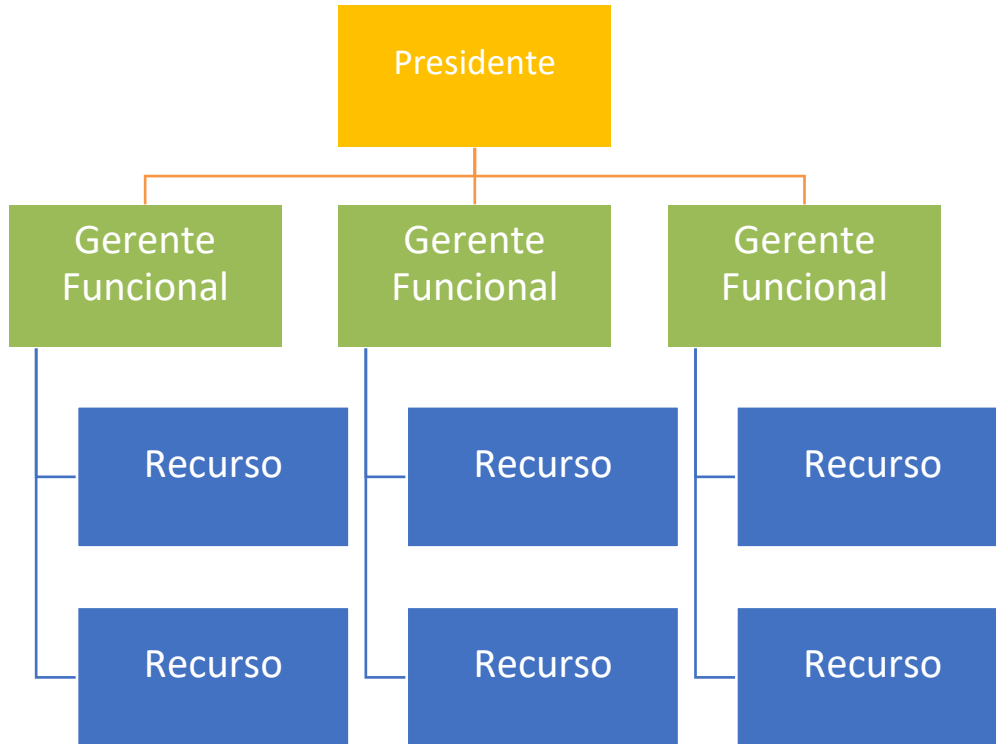 Presidente
Gerente
Funcional
Gerente
Funcional
Gerente
Funcional
Recurso
Recurso
Recurso
Recurso
Recurso
Recurso